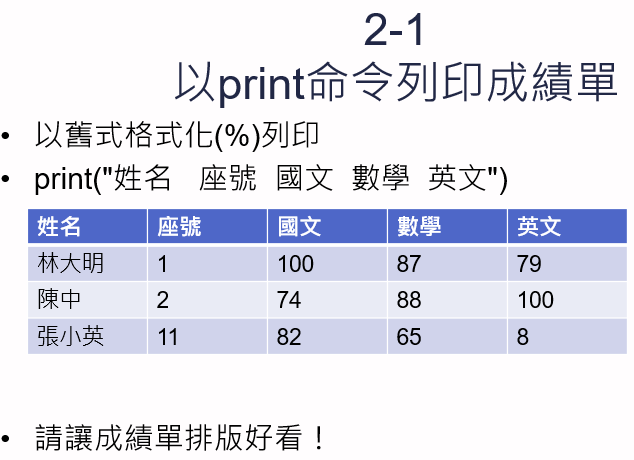 2-1
以print命令列印成績單
• 以舊式格式化(%)列印
• print("姓名   座號  國文  數學  英文")
姓名 座號 國文 數學 英文
林大明 1 100 87 79
陳中 2 74 88 100
張小英 11 82 65 8
• 請讓成績單排版好看！